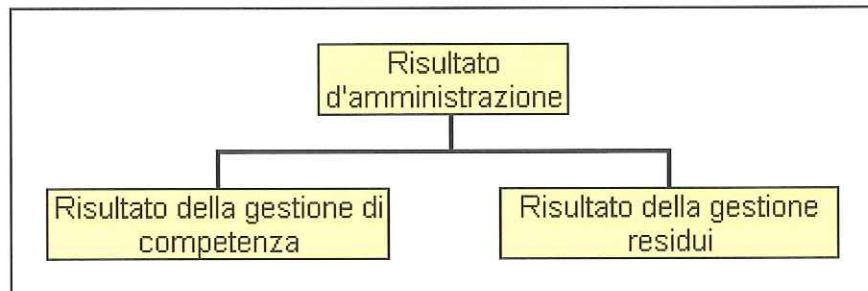 Risultato
d'amministrazione
Risultato della gestione di
competenza
Risultato della gestione
residui